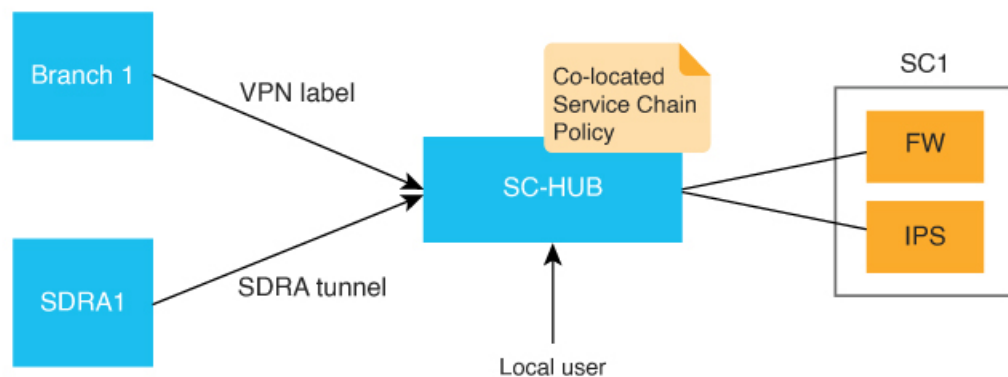 Branch 1
VPN label
Co-located
Service Chain
Policy
SC1
FW
SC-HUB
IPS
SDRA1
SDRA tunnel
Local user